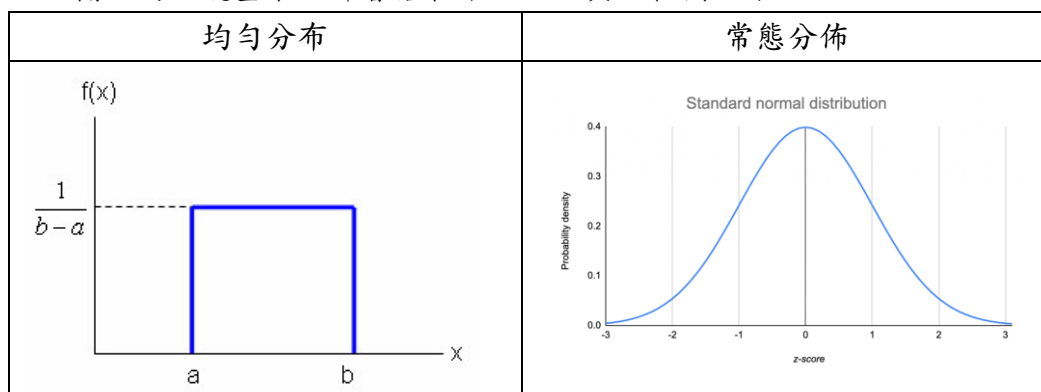 均勻分布
常態分佈
f(x)
1
b-a
a
b
x
Standard normal distribution
Probability density
0.4
0.3
0.2
0.1
0.0
-3
-2
-1
0
1
2
3
z-score